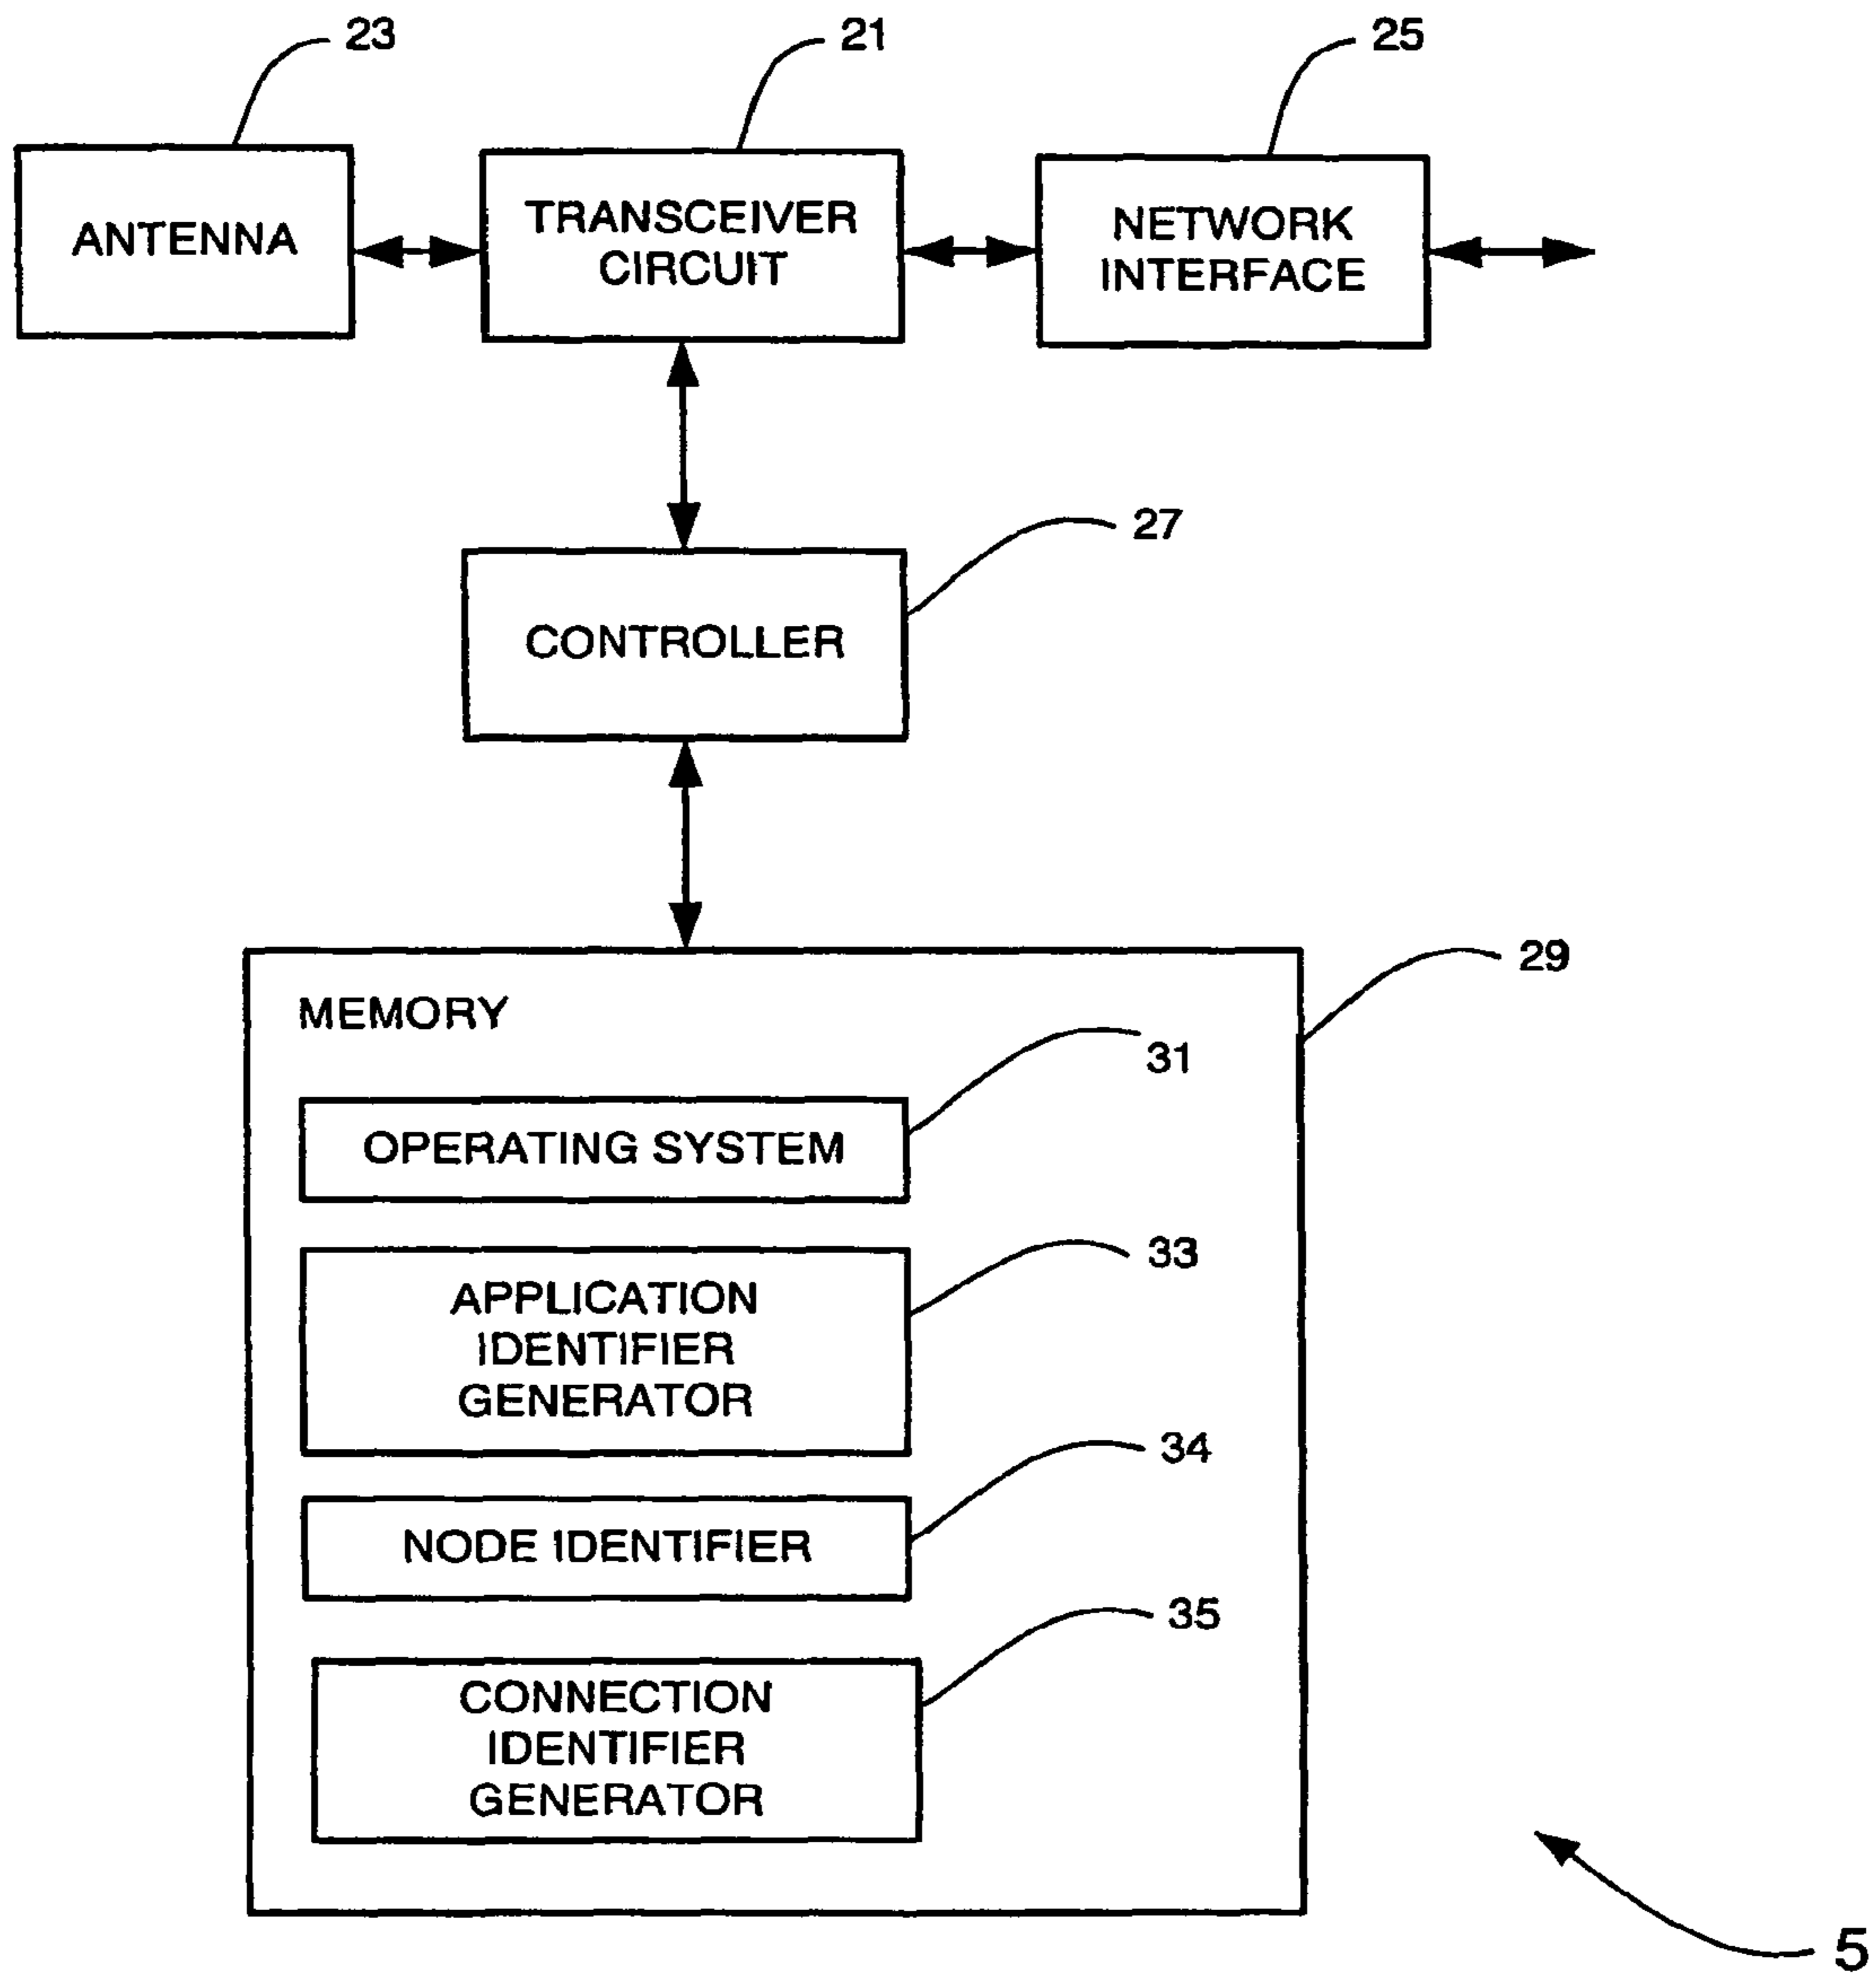 23
21
25
ANTENNA
TRANSCEIVER
CIRCUIT
NETWORK
INTERFACE
27
CONTROLLER
29
MEMORY
31
OPERATING SYSTEM
33
APPLICATION
IDENTIFIER
GENERATOR
34
NODE IDENTIFIER
35
CONNECTION
IDENTIFIER
GENERATOR
5